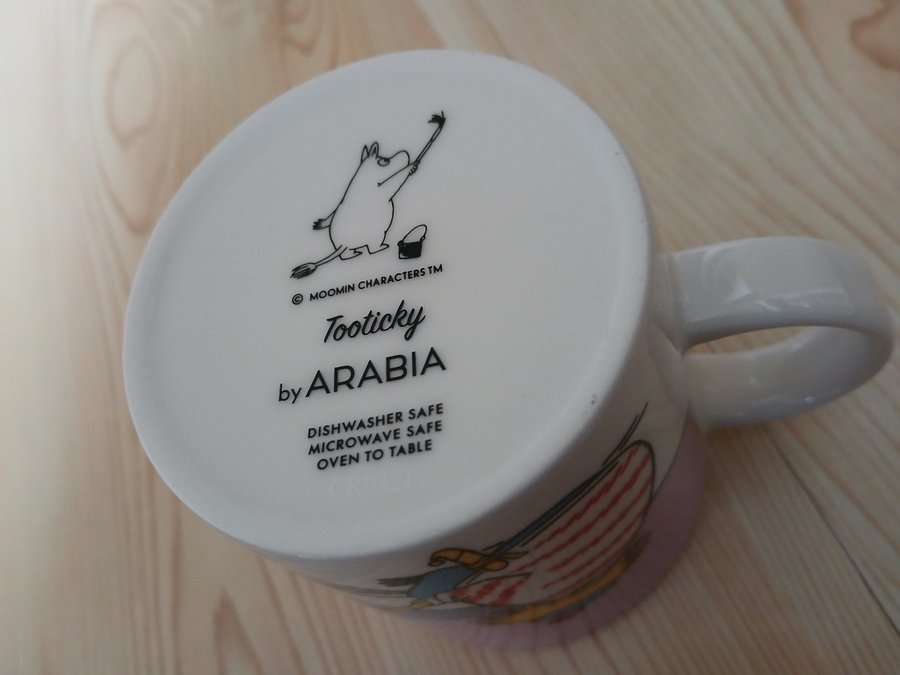 © MOOMIN CHARACTERS TM
Tooticky
by ARABIA
DISHWASHER SAFE
MICROWAVE SAFE
OVEN TO TABLE